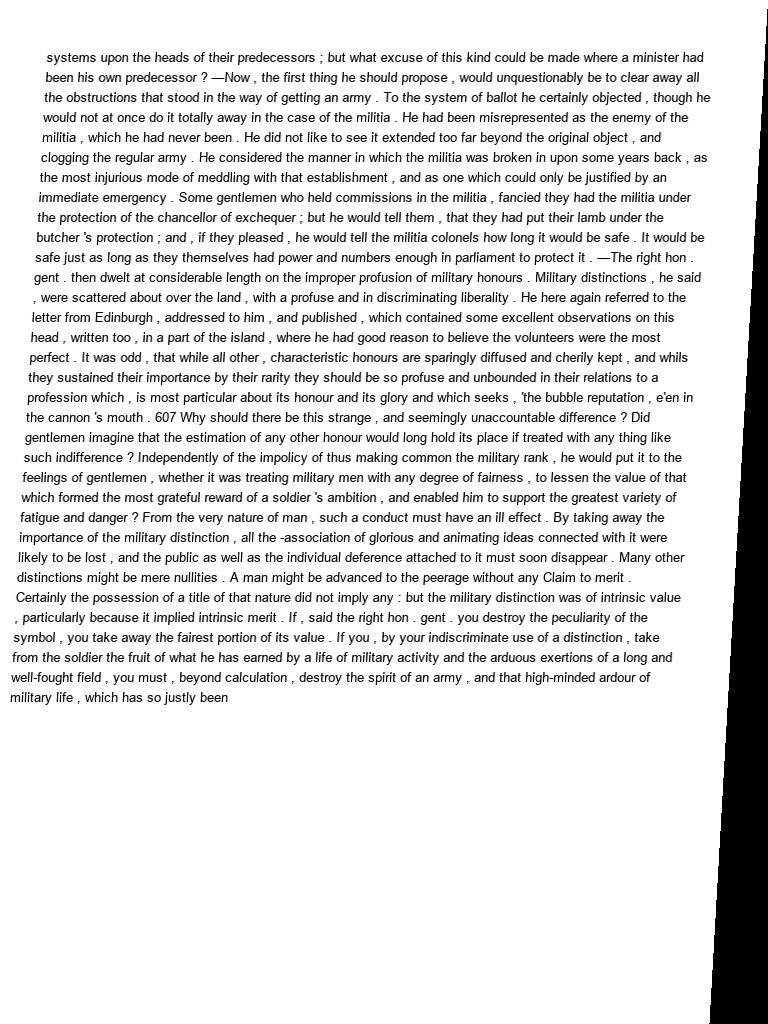 systems upon the heads of their predecessors ; but what excuse of this kind could be made where a minister had
been his own predecessor ? —Now , the first thing he should propose , would unquestionably be to clear away all
the obstructions that stood in the way of getting an army . To the system of ballot he certainly objected , though he
would not at once do it totally away in the case of the militia . He had been misrepresented as the enemy of the
militia , which he had never been . He did not like to see it extended too far beyond the original object , and
clogging the regular army . He considered the manner in which the militia was broken in upon some years back , as
the most injurious mode of meddling with that establishment , and as one which could only be justified by an
immediate emergency . Some gentlemen who held commissions in the militia , fancied they had the militia under
the protection of the chancellor of exchequer ; but he would tell them , that they had put their lamb under the
butcher 's protection ; and , if they pleased , he would tell the militia colonels how long it would be safe . It would be
safe just as long as they themselves had power and numbers enough in parliament to protect it . —The right hon .
gent . then dwelt at considerable length on the improper profusion of military honours . Military distinctions , he said
, were scattered about over the land , with a profuse and in discriminating liberality . He here again referred to the
letter from Edinburgh , addressed to him , and published , which contained some excellent observations on this
head , written too , in a part of the island , where he had good reason to believe the volunteers were the most
perfect . It was odd , that while all other , characteristic honours are sparingly diffused and cherily kept , and whils
they sustained their importance by their rarity they should be so profuse and unbounded in their relations to a
profession which , is most particular about its honour and its glory and which seeks , 'the bubble reputation , e'en in
the cannon 's mouth . 607 Why should there be this strange , and seemingly unaccountable difference ? Did
gentlemen imagine that the estimation of any other honour would long hold its place if treated with any thing like
such indifference ? Independently of the impolicy of thus making common the military rank , he would put it to the
feelings of gentlemen , whether it was treating military men with any degree of fairness , to lessen the value of that
which formed the most grateful reward of a soldier 's ambition , and enabled him to support the greatest variety of
fatigue and danger ? From the very nature of man , such a conduct must have an ill effect . By taking away the
importance of the military distinction , all the -association of glorious and animating ideas connected with it were
likely to be lost , and the public as well as the individual deference attached to it must soon disappear . Many other
distinctions might be mere nullities . A man might be advanced to the peerage without any Claim to merit .
Certainly the possession of a title of that nature did not imply any : but the military distinction was of intrinsic value
, particularly because it implied intrinsic merit . If , said the right hon . gent . you destroy the peculiarity of the
symbol , you take away the fairest portion of its value . If you , by your indiscriminate use of a distinction , take
from the soldier the fruit of what he has earned by a life of military activity and the arduous exertions of a long and
well-fought field , you must , beyond calculation , destroy the spirit of an army , and that high-minded ardour of
military life , which has so justly been